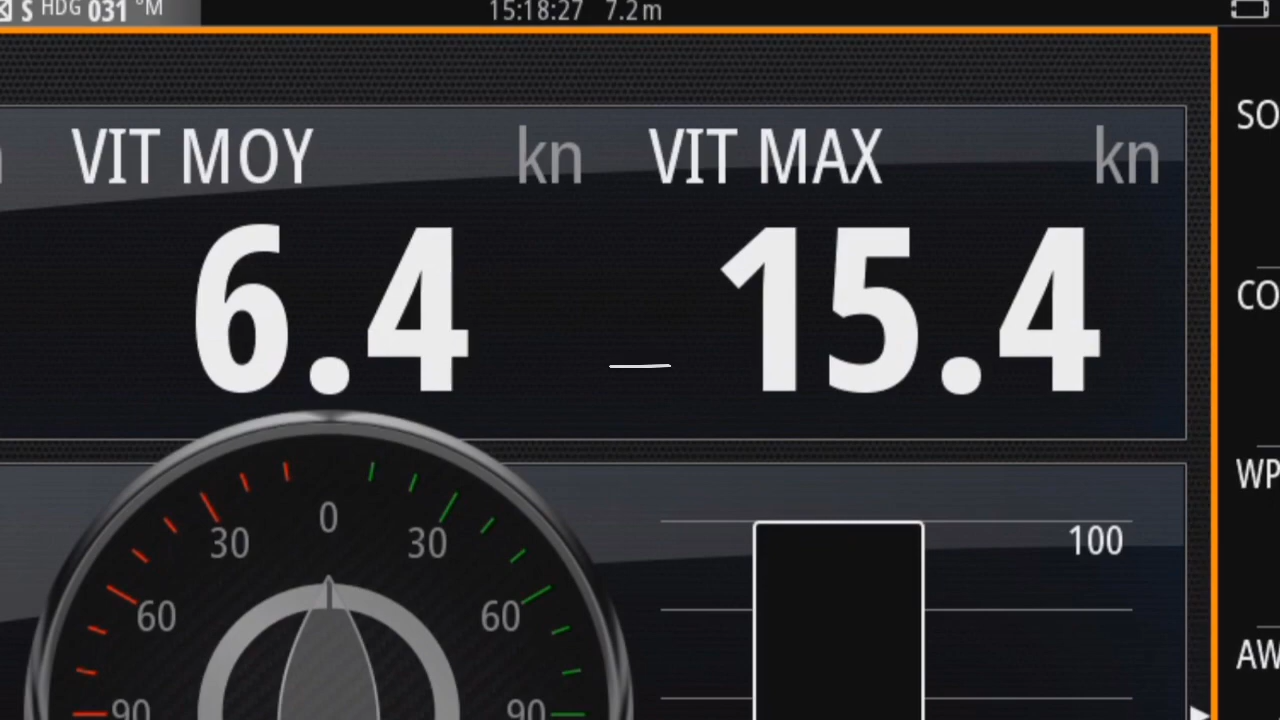 S HDG 031 °M 15:18:27 7.2 m
VIT MOY kn VIT MAX kn
6.4 15.4
SO
CO
WP
AW
0
30 30
60 60
90 90
100